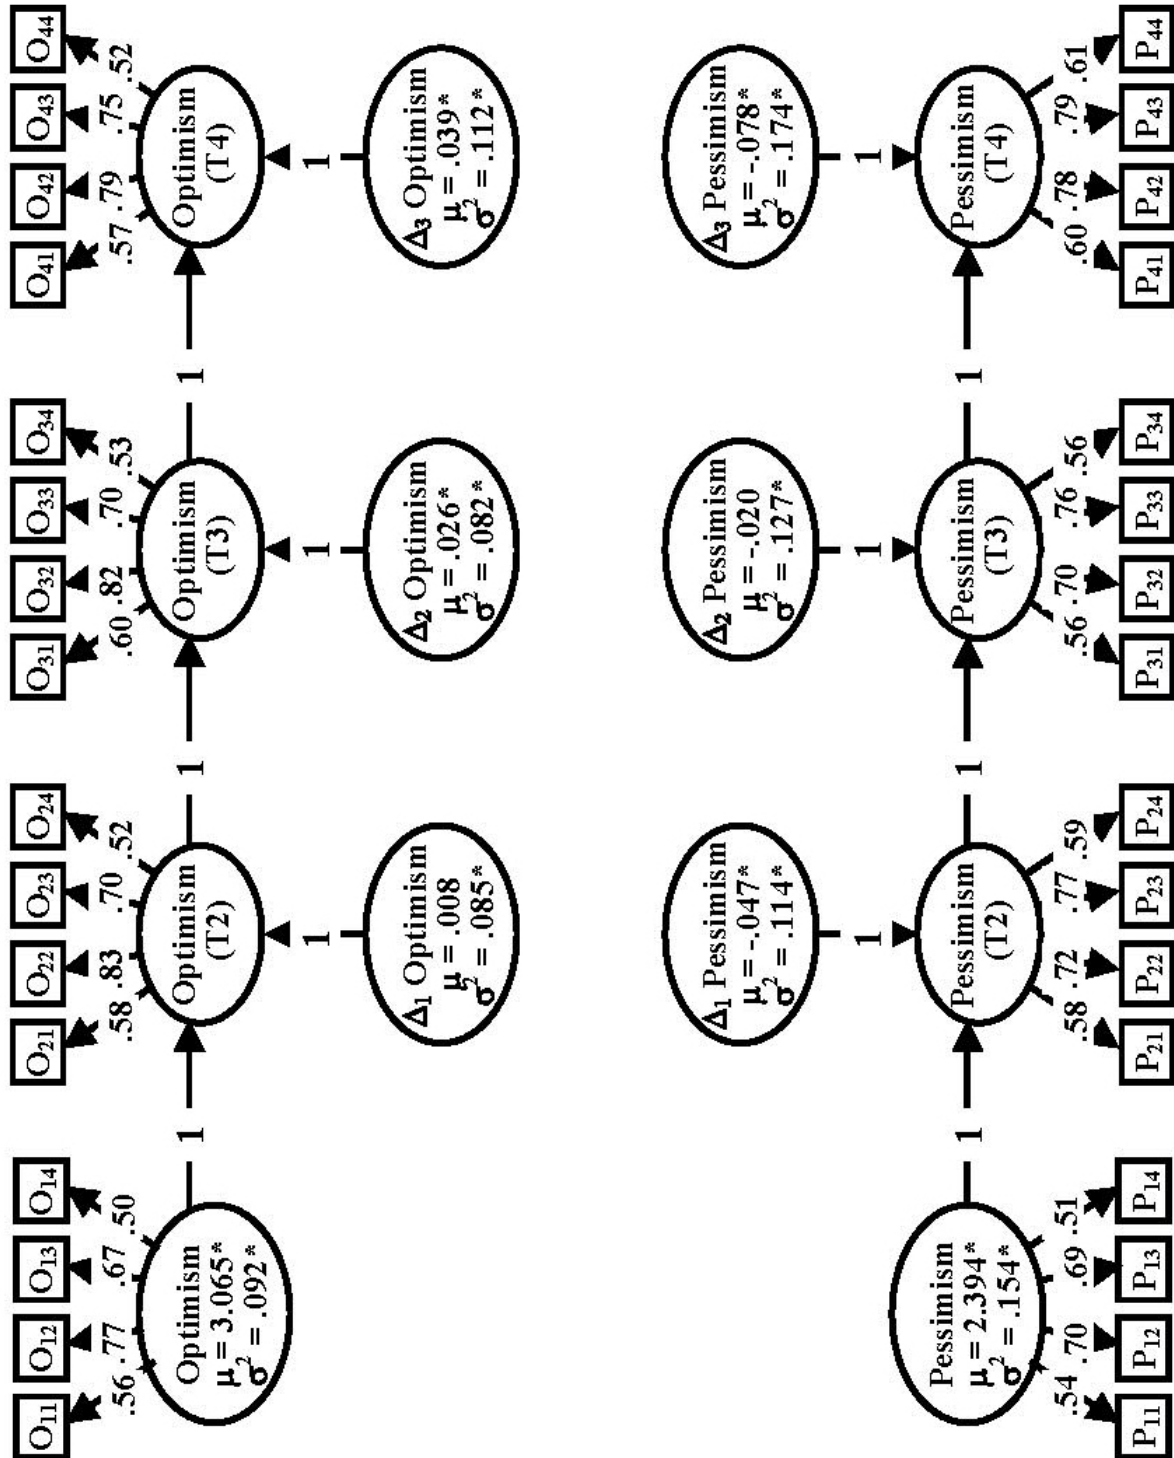 O11
O12
O13
O14
O21
O22
O23
O24
O31
O32
O33
O34
O41
O42
O43
O44
.56
.77
.67
.50
.58
.83
.70
.52
.60
.82
.70
.53
.57
.79
.75
.52
Optimism
μ = 3.065*
σ² = .092*
1
Optimism
(T2)
1
Optimism
(T3)
1
Optimism
(T4)
1
1
1
Δ1 Optimism
μ = .008
σ² = .085*
Δ2 Optimism
μ = .026*
σ² = .082*
Δ3 Optimism
μ = .039*
σ² = .112*
Δ1 Pessimism
μ = -.047*
σ² = .114*
Δ2 Pessimism
μ = -.020
σ² = .127*
Δ3 Pessimism
μ = -.078*
σ² = .174*
1
1
1
Pessimism
μ = 2.394*
σ² = .154*
1
Pessimism
(T2)
1
Pessimism
(T3)
1
Pessimism
(T4)
.54
.70
.69
.51
.58
.72
.77
.59
.56
.70
.76
.56
.60
.78
.79
.61
P11
P12
P13
P14
P21
P22
P23
P24
P31
P32
P33
P34
P41
P42
P43
P44